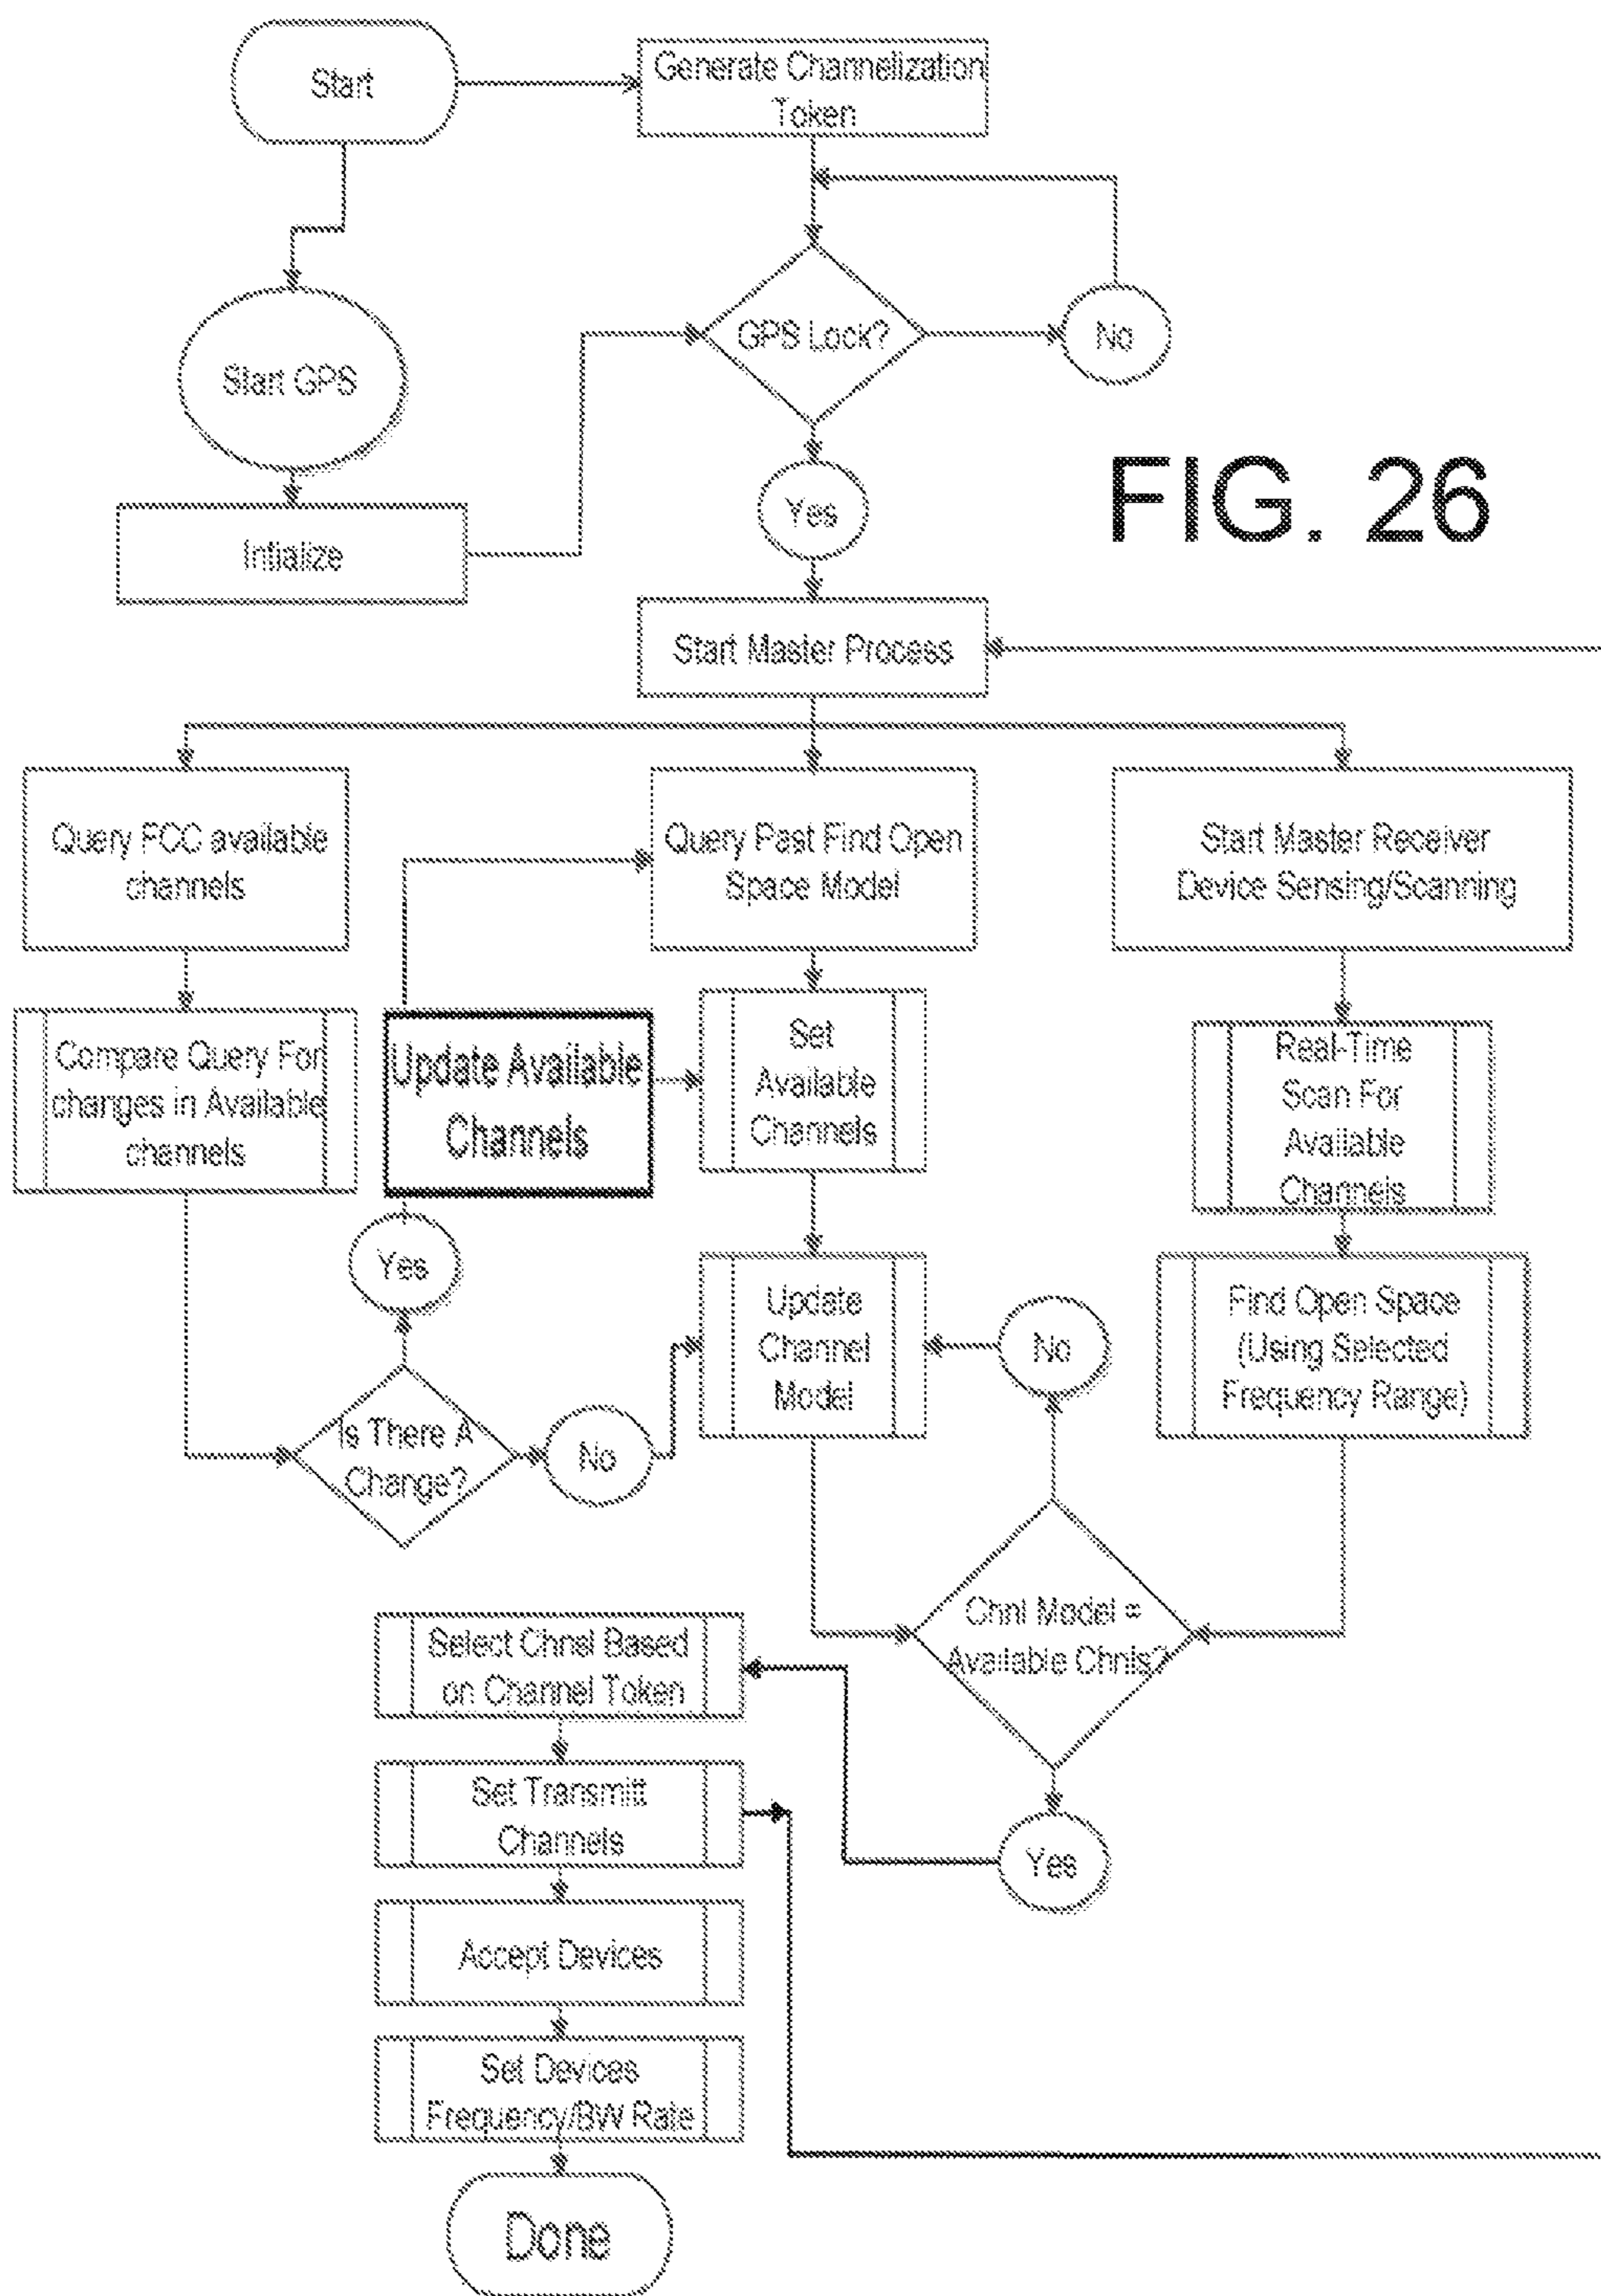 Start
Generate Channelization
Token
GPS Lock?
No
Start GPS
FIG. 26
Yes
Intialize
Start Master Process
Query FCC available
channels
Query Past Find Open
Space Model
Start Master Receiver
Device Sensing/Scanning
Compare Query For
changes in Available
channels
Update Available
Channels
Set
Available
Channels
Real-Time
Scan For
Available
Channels
Yes
Update
Channel
Model
No
Find Open Space
(Using Selected
Frequency Range)
Is There A
Change?
No
Chnl Model =
Available Chnls?
Select Chnsl Based
on Channel Token
Set Transmitt
Channels
Yes
Accept Devices
Set Devices
Frequency/BW Rate
Done